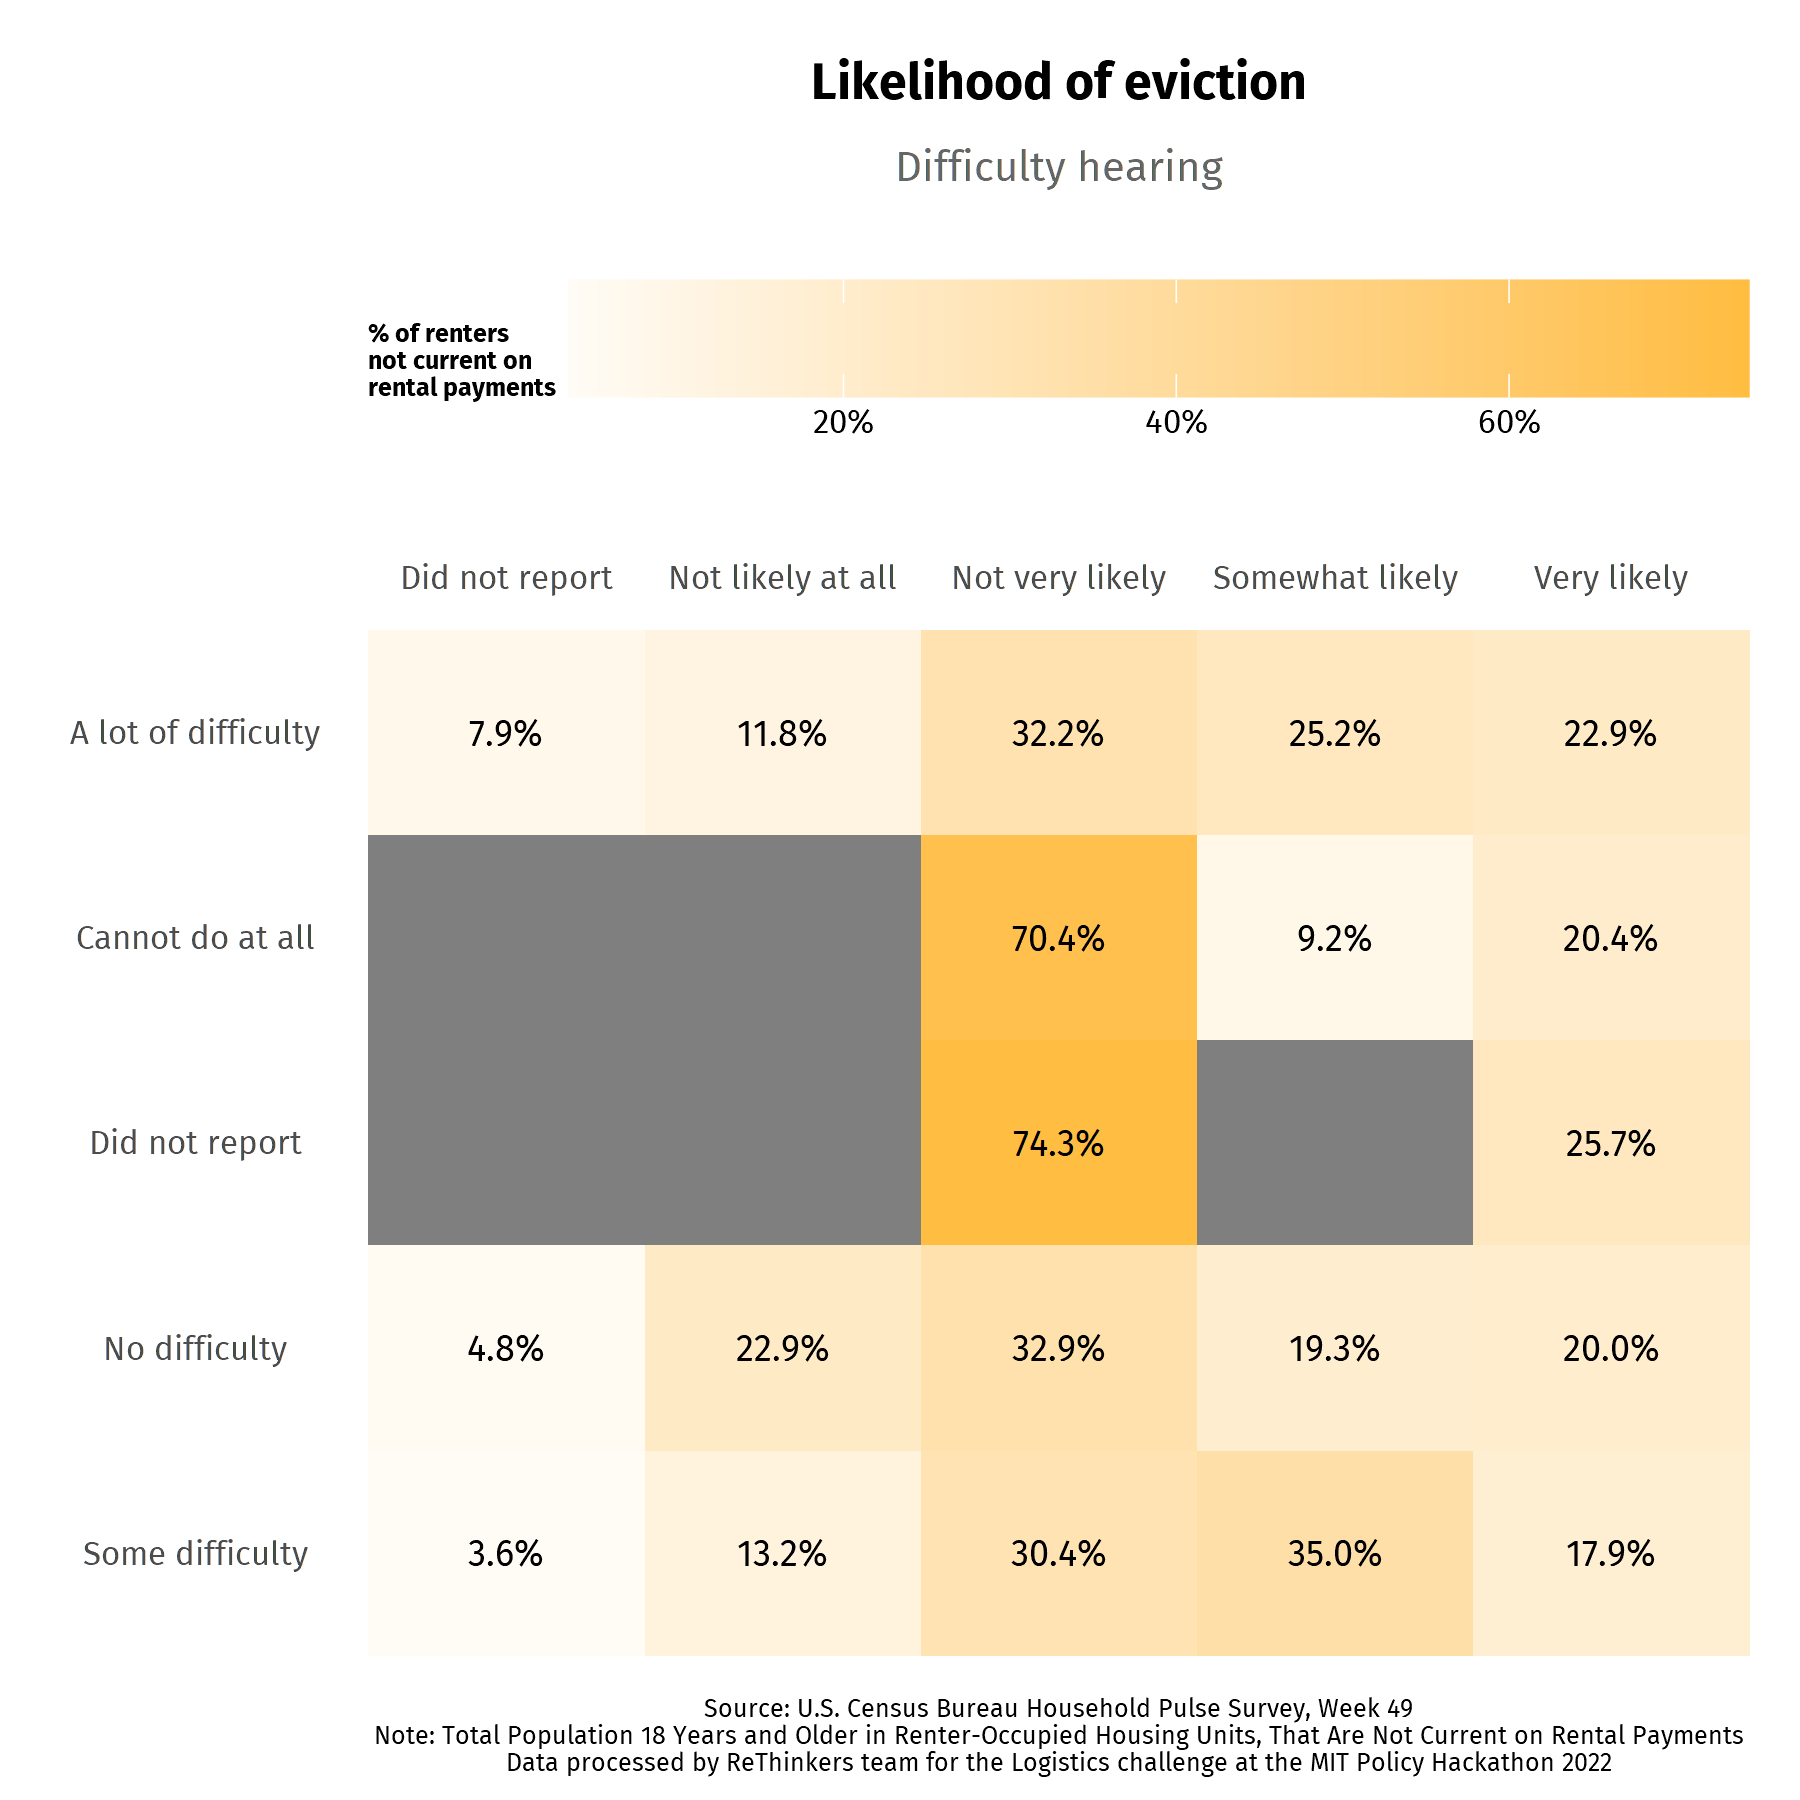 Likelihood of eviction
Difficulty hearing
% of renters
not current on
rental payments
20% 40% 60%
Did not report Not likely at all Not very likely Somewhat likely Very likely
A lot of difficulty 7.9% 11.8% 32.2% 25.2% 22.9%
Cannot do at all 70.4% 9.2% 20.4%
Did not report 74.3% 25.7%
No difficulty 4.8% 22.9% 32.9% 19.3% 20.0%
Some difficulty 3.6% 13.2% 30.4% 35.0% 17.9%
Source: U.S. Census Bureau Household Pulse Survey, Week 49
Note: Total Population 18 Years and Older in Renter-Occupied Housing Units, That Are Not Current on Rental Payments
Data processed by ReThinkers team for the Logistics challenge at the MIT Policy Hackathon 2022